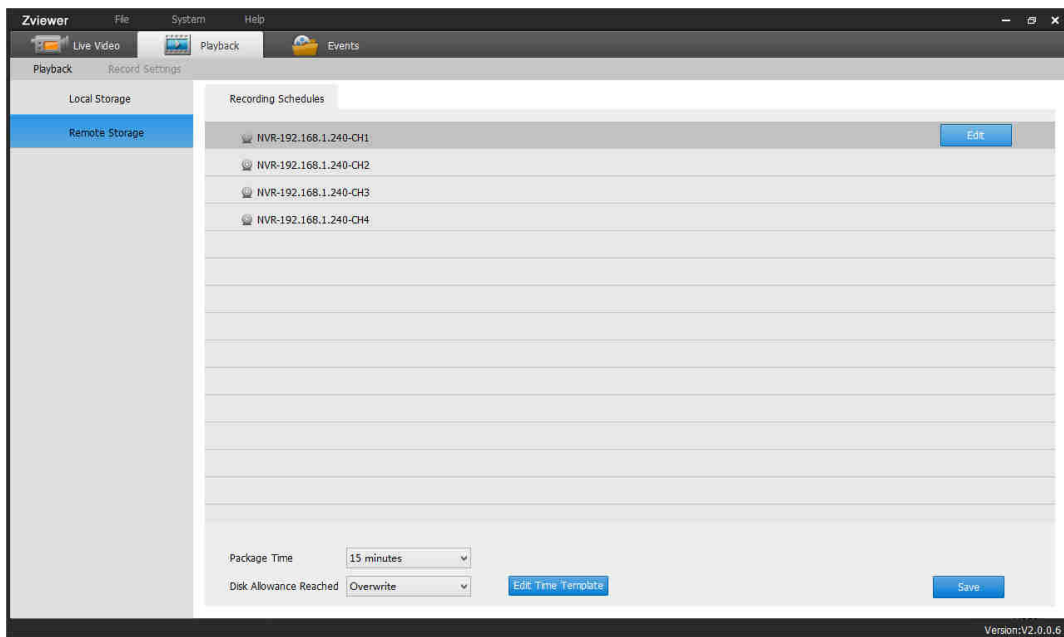 Zviewer File System Help
Live Video Playback Events
Playback Record Settings
Local Storage Recording Schedules
Remote Storage
NVR-192.168.1.240-CH1 Edit
NVR-192.168.1.240-CH2
NVR-192.168.1.240-CH3
NVR-192.168.1.240-CH4
Package Time 15 minutes
Disk Allowance Reached Overwrite Edit Time Template Save
Version:V2.0.0.6